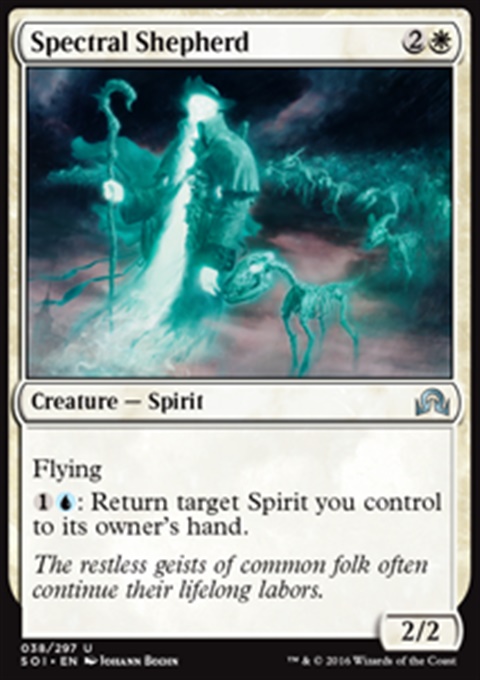 Spectral Shepherd 2
Creature — Spirit
Flying
1: Return target Spirit you control
to its owner's hand.
The restless geists of common folk often
continue their lifelong labors.
2/2
038/297 U
SOI • EN Johann Bodin
™ & © 2016 Wizards of the Coast